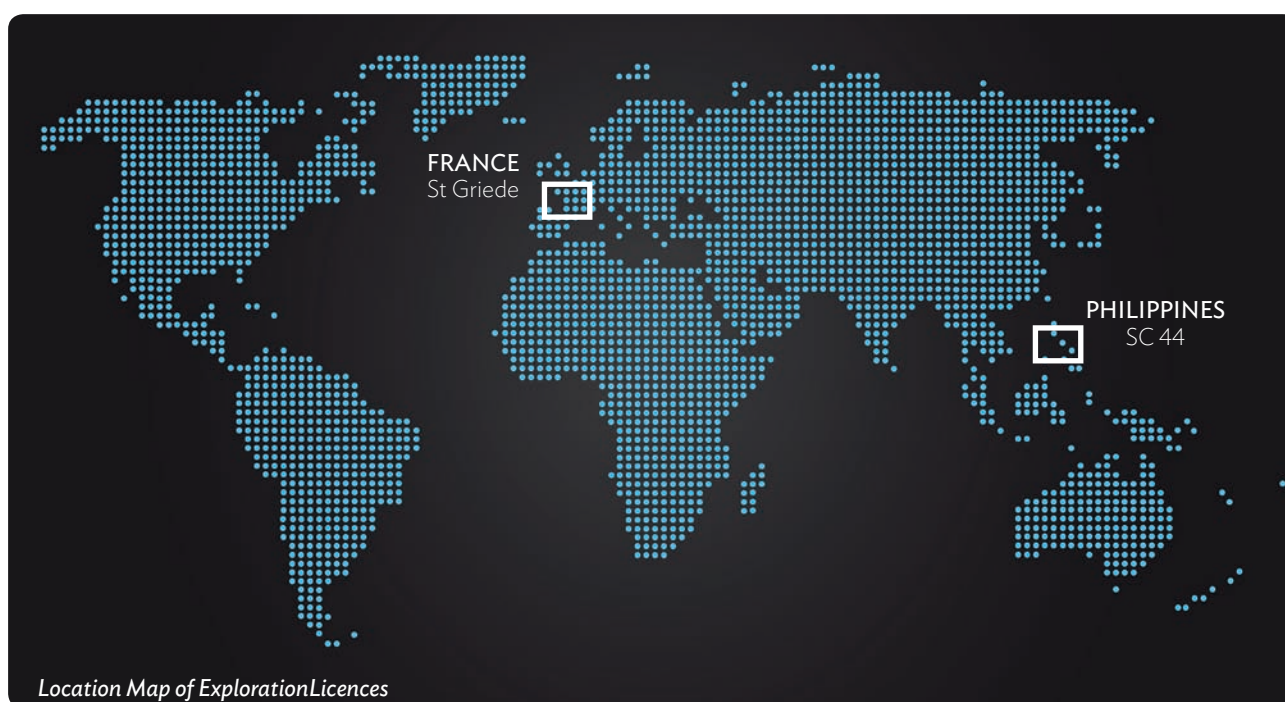 FRANCE
St Griede
PHILIPPINES
SC 44
Location Map of ExplorationLicences